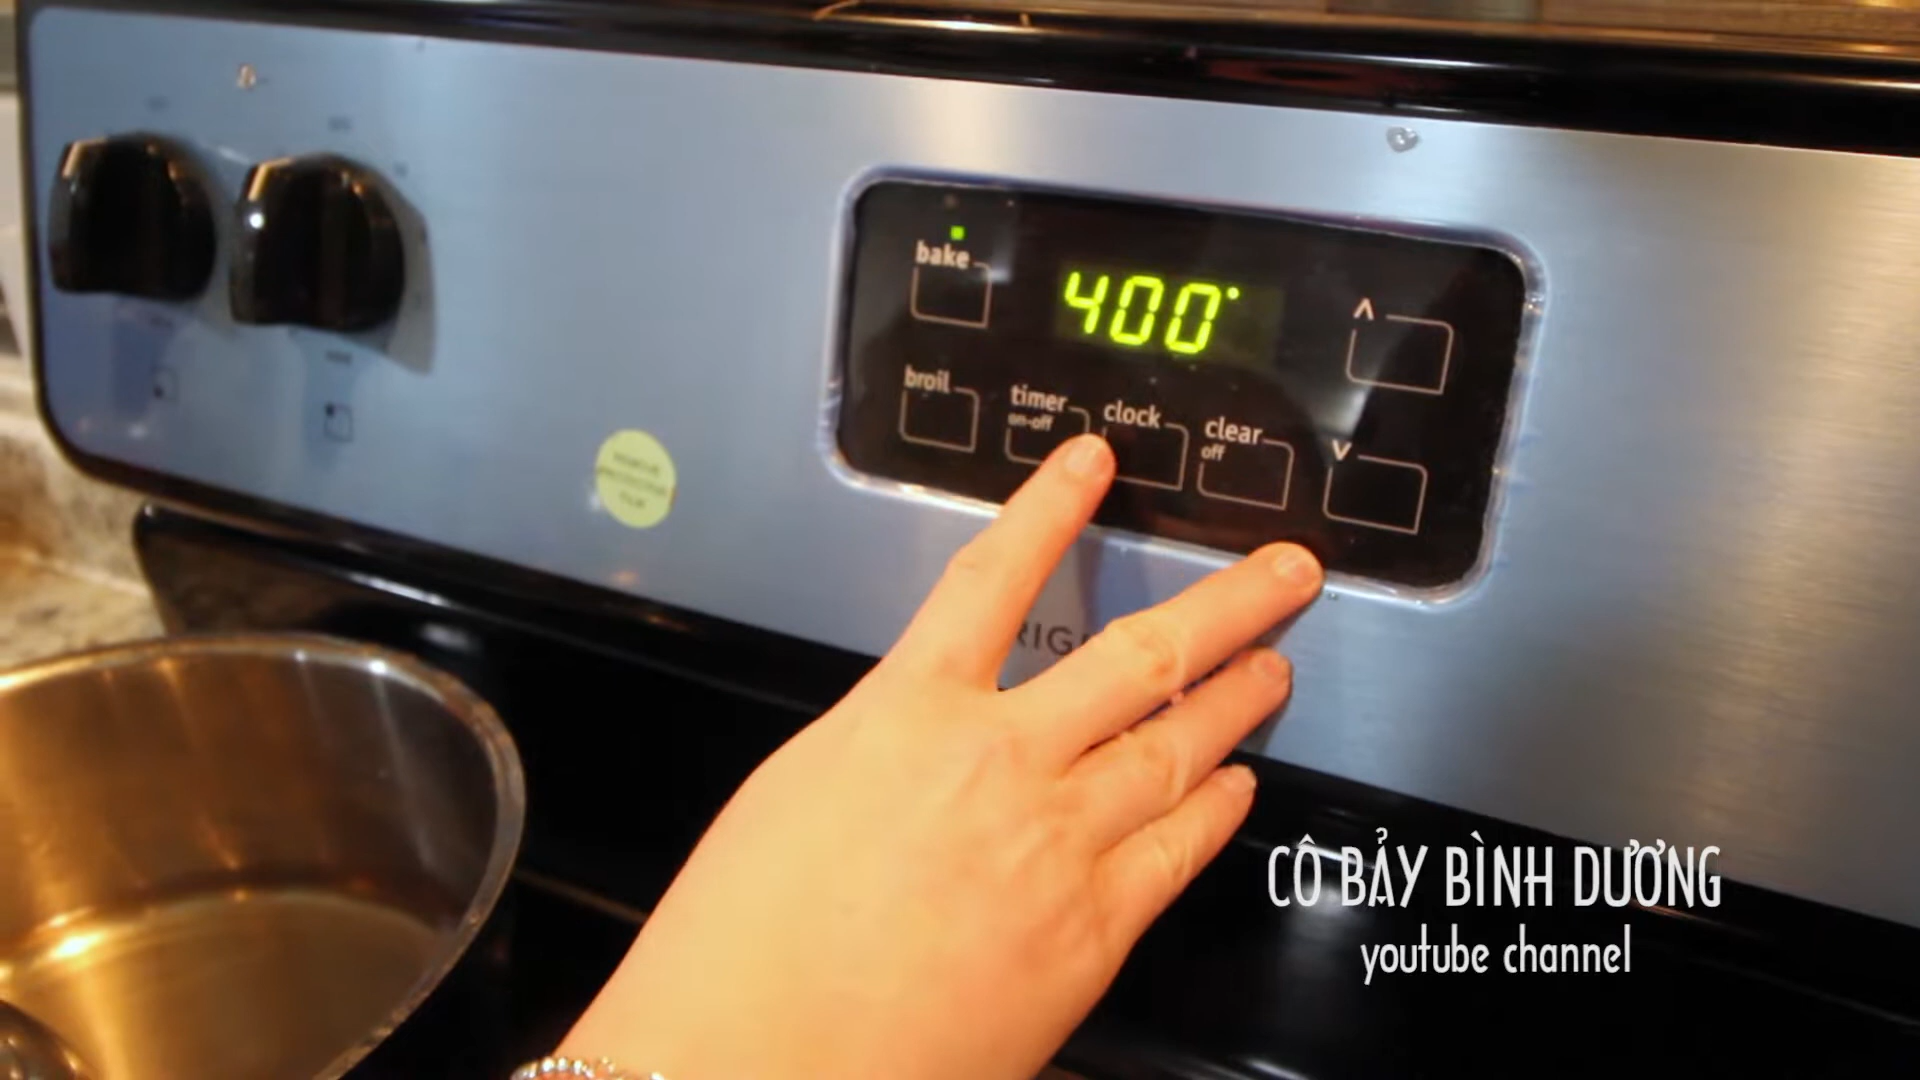 bake
400°
^
broil
timer
on-off
clock
clear
off
v
CÔ BẢY BÌNH DƯƠNG
youtube channel